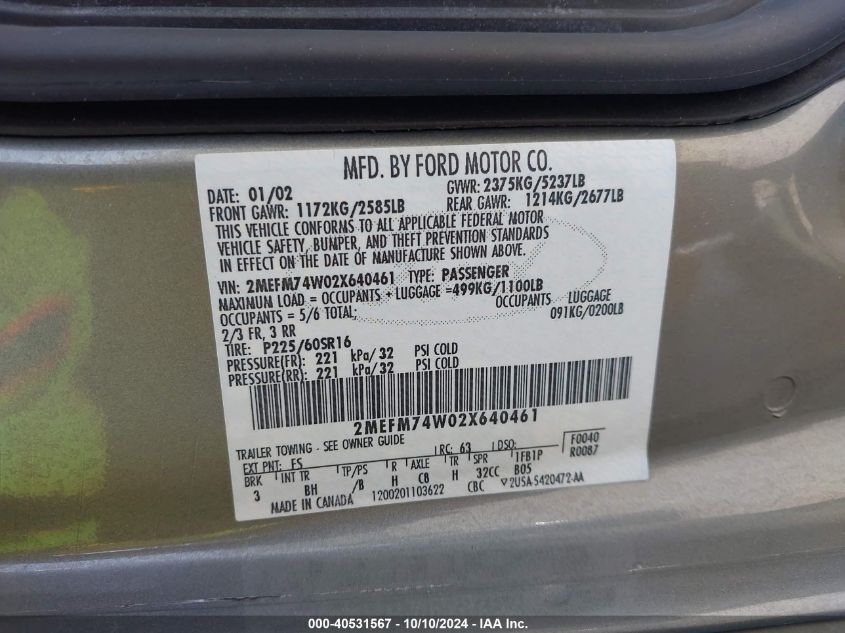 MFD. BY FORD MOTOR CO.
DATE: 01/02 GVWR: 2375KG/5237LB
FRONT GAWR: 1172KG/2585LB REAR GAWR: 1214KG/2677LB
THIS VEHICLE CONFORMS TO ALL APPLICABLE FEDERAL MOTOR
VEHICLE SAFETY, BUMPER, AND THEFT PREVENTION STANDARDS
IN EFFECT ON THE DATE OF MANUFACTURE SHOWN ABOVE.
VIN: 2MEFM74W02X640461 TYPE: PASSENGER
MAXIMUM LOAD = OCCUPANTS + LUGGAGE =499KG/1100LB
OCCUPANTS = 5/6 TOTAL; OCCUPANTS LUGGAGE
2/3 FR, 3 RR 091KG/0200LB
TIRE: P225/60SR16
PRESSURE(FR): 221 kPa/32 PSI COLD
PRESSURE(RR): 221 kPa/32 PSI COLD
2MEFM74W02X640461
TRAILER TOWING - SEE OWNER GUIDE
EXT PNT: FS RC: 63 DSO: F0040
BRK INT TR TP/PS R AXLE TR SPR 1FB1P R0087
3 BH /B H C8 H 32CC B05
MADE IN CANADA 1200201103622 CBC ▽2USA-5420472-AA
000-40531567 - 10/10/2024 - IAA Inc.